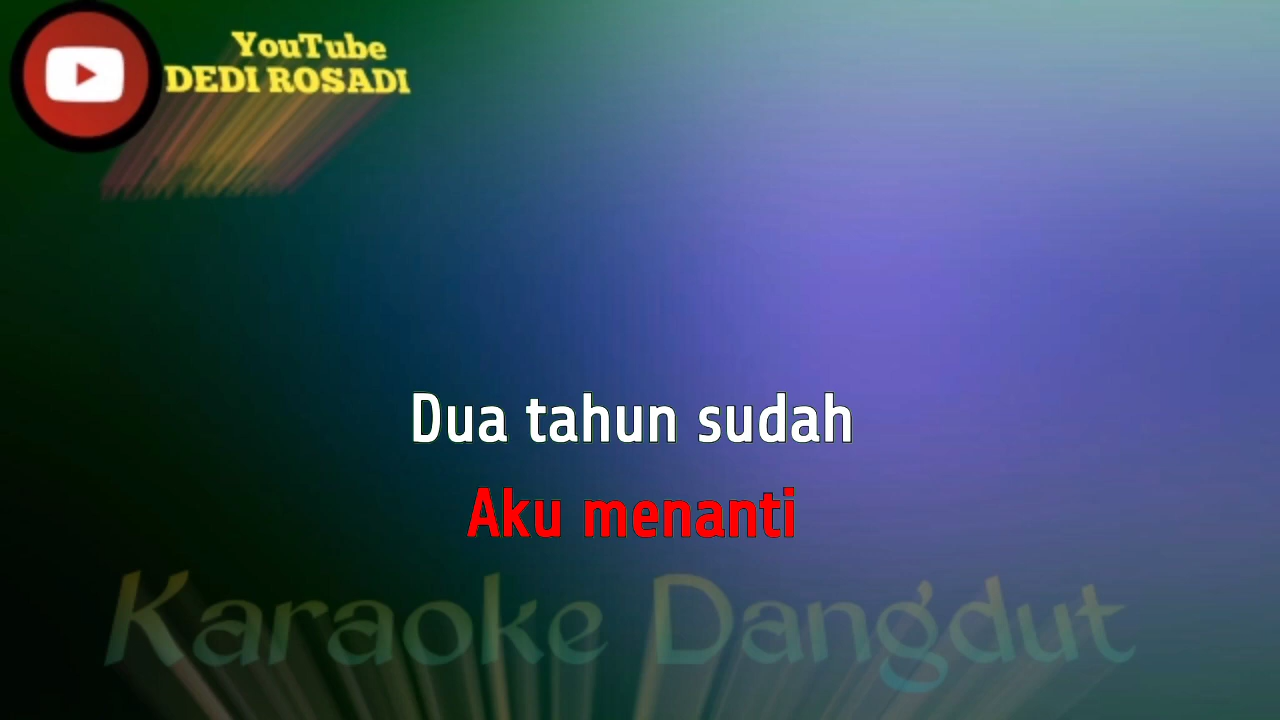 YouTube
DEDI ROSADI
Dua tahun sudah
Aku menanti
Karaoke Dangdut